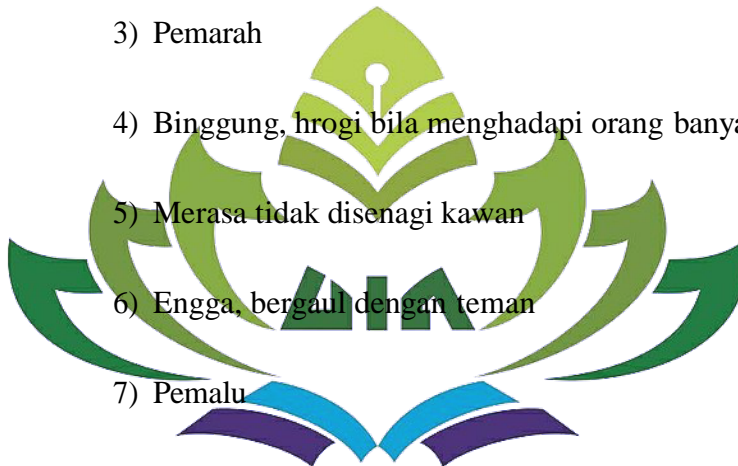 3) Pemarah
4) Binggung, hrogi bila menghadapi orang banya
5) Merasa tidak disenagi kawan
6) Engga, bergaul dengan teman
7) Pemalu